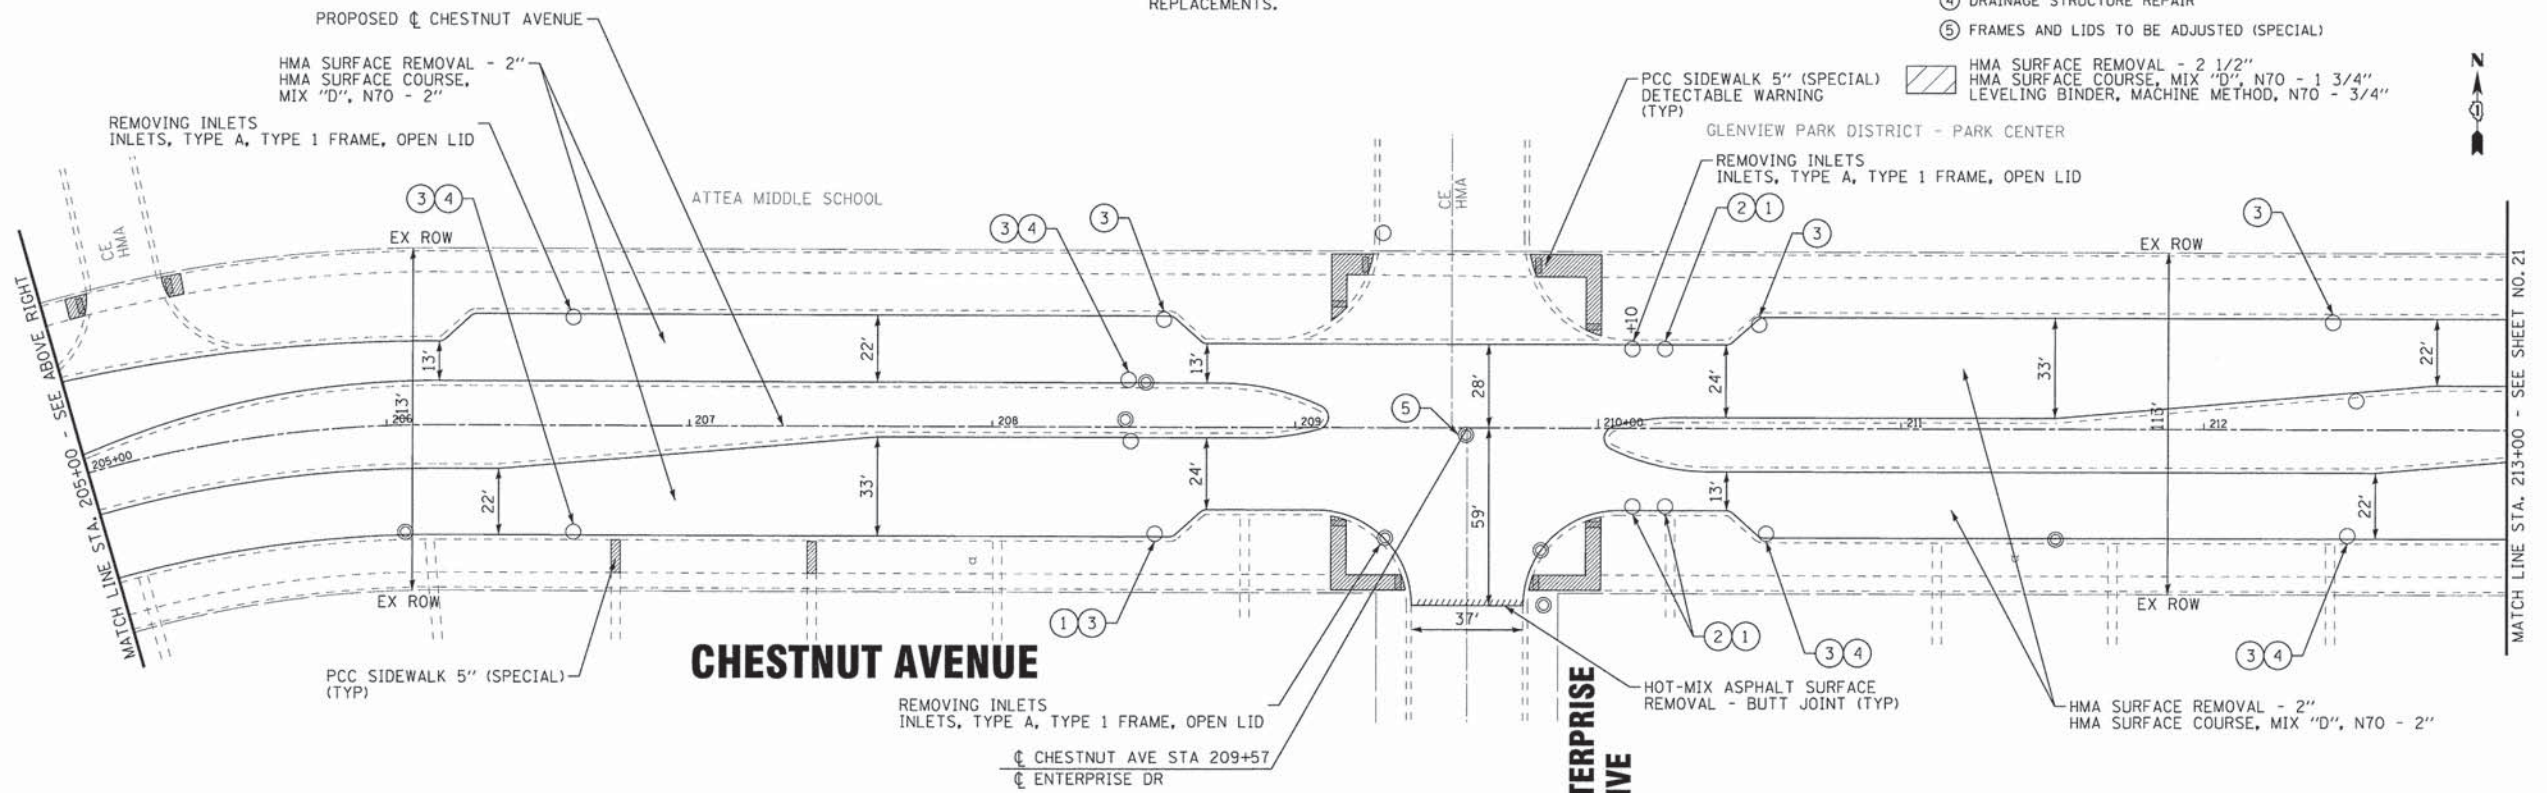 REPLACEMENTS.
④ DRAINAGE STRUCTURE REPAIR
⑤ FRAMES AND LIDS TO BE ADJUSTED (SPECIAL)
HMA SURFACE REMOVAL - 2 1/2"
HMA SURFACE COURSE, MIX "D", N70 - 1 3/4"
LEVELING BINDER, MACHINE METHOD, N70 - 3/4"
N
PROPOSED ℄ CHESTNUT AVENUE
HMA SURFACE REMOVAL - 2"
HMA SURFACE COURSE,
MIX "D", N70 - 2"
REMOVING INLETS
INLETS, TYPE A, TYPE 1 FRAME, OPEN LID
PCC SIDEWALK 5" (SPECIAL)
DETECTABLE WARNING
(TYP)
GLENVIEW PARK DISTRICT - PARK CENTER
REMOVING INLETS
INLETS, TYPE A, TYPE 1 FRAME, OPEN LID
ATTEA MIDDLE SCHOOL
③④
③④
③
②①
③
③
CE
HMA
CE
HMA
EX ROW
EX ROW
MATCH LINE STA. 205+00 - SEE ABOVE RIGHT
MATCH LINE STA. 213+00 - SEE SHEET NO. 21
13'
22'
13'
28'
+10
24'
33'
22'
113'
113'
205+00
206
207
208
209
210+00
211
212
⑤
22'
33'
24'
59'
13'
22'
EX ROW
EX ROW
37'
①③
②①
③④
③④
CHESTNUT AVENUE
PCC SIDEWALK 5" (SPECIAL)
(TYP)
REMOVING INLETS
INLETS, TYPE A, TYPE 1 FRAME, OPEN LID
℄ CHESTNUT AVE STA 209+57
℄ ENTERPRISE DR
HOT-MIX ASPHALT SURFACE
REMOVAL - BUTT JOINT (TYP)
HMA SURFACE REMOVAL - 2"
HMA SURFACE COURSE, MIX "D", N70 - 2"
TERPRISE
IVE